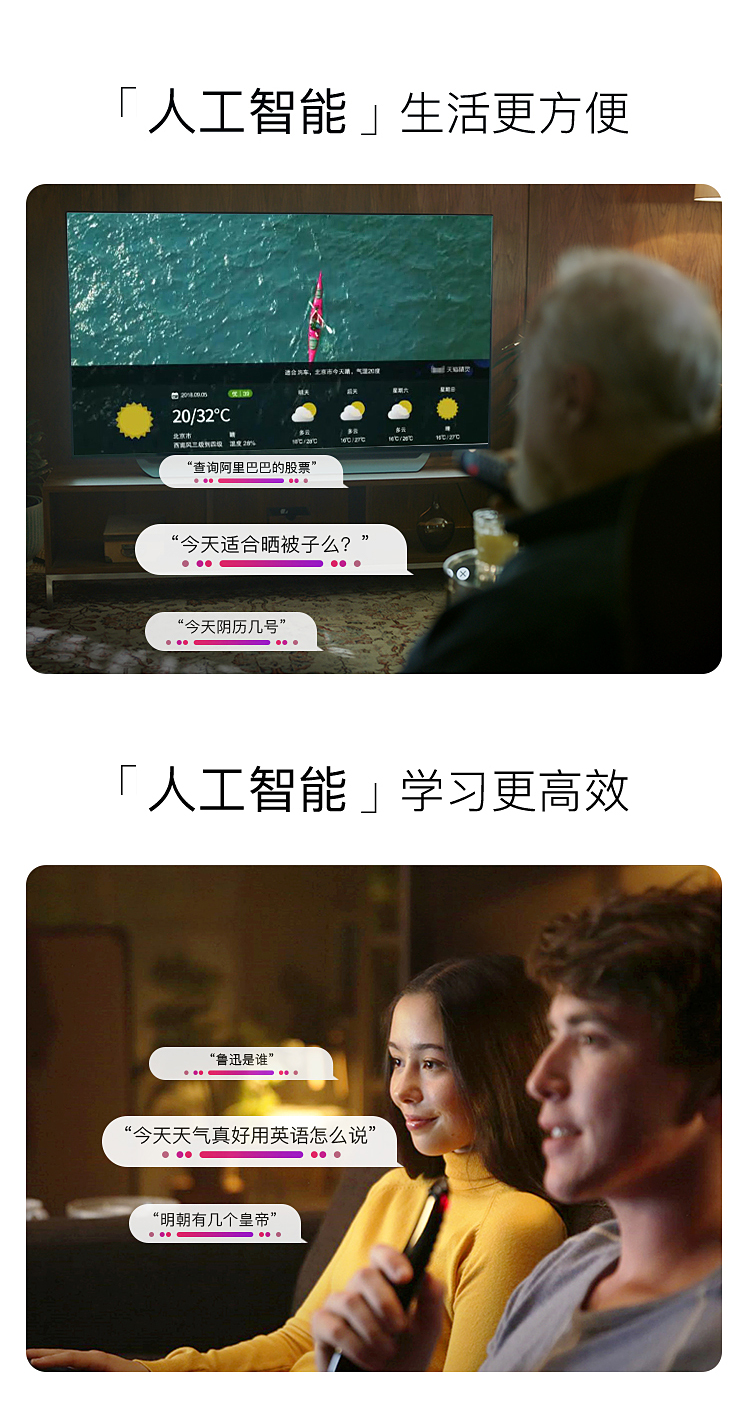 「人工智能」生活更方便
适合洗车，北京市今天晴，气温20度
天猫精灵
2018.09.05 优 | 39
20/32°C
北京市 晴
西南风三级到四级 湿度 28%
明天 后天 星期六 星期日
多云 多云 多云 晴
16℃/28℃ 16℃/27℃ 16℃/26℃ 16℃/27℃
“查询阿里巴巴的股票”
“今天适合晒被子么？”
“今天阴历几号”
「人工智能」学习更高效
“鲁迅是谁”
“今天天气真好用英语怎么说”
“明朝有几个皇帝”